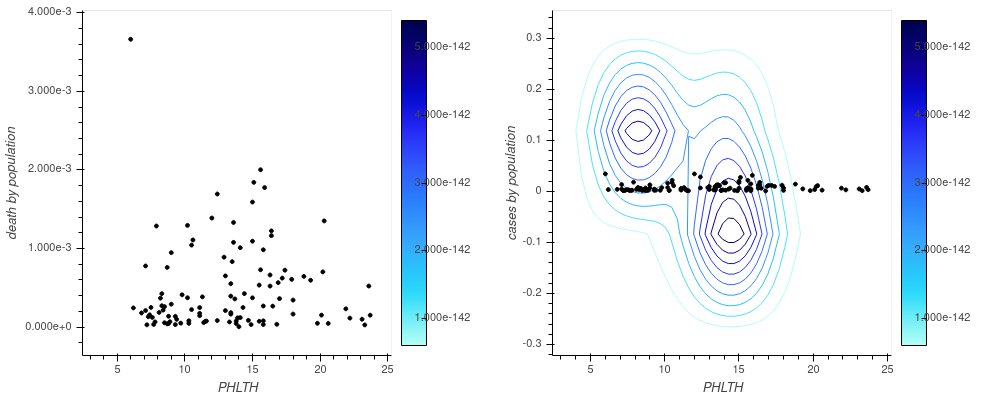 4.000e-3
3.000e-3
2.000e-3
1.000e-3
0.000e+0
death by population
5
10
15
20
25
PHLTH
5.000e-142
4.000e-142
3.000e-142
2.000e-142
1.000e-142
0.3
0.2
0.1
0
-0.1
-0.2
-0.3
cases by population
5
10
15
20
25
PHLTH
5.000e-142
4.000e-142
3.000e-142
2.000e-142
1.000e-142